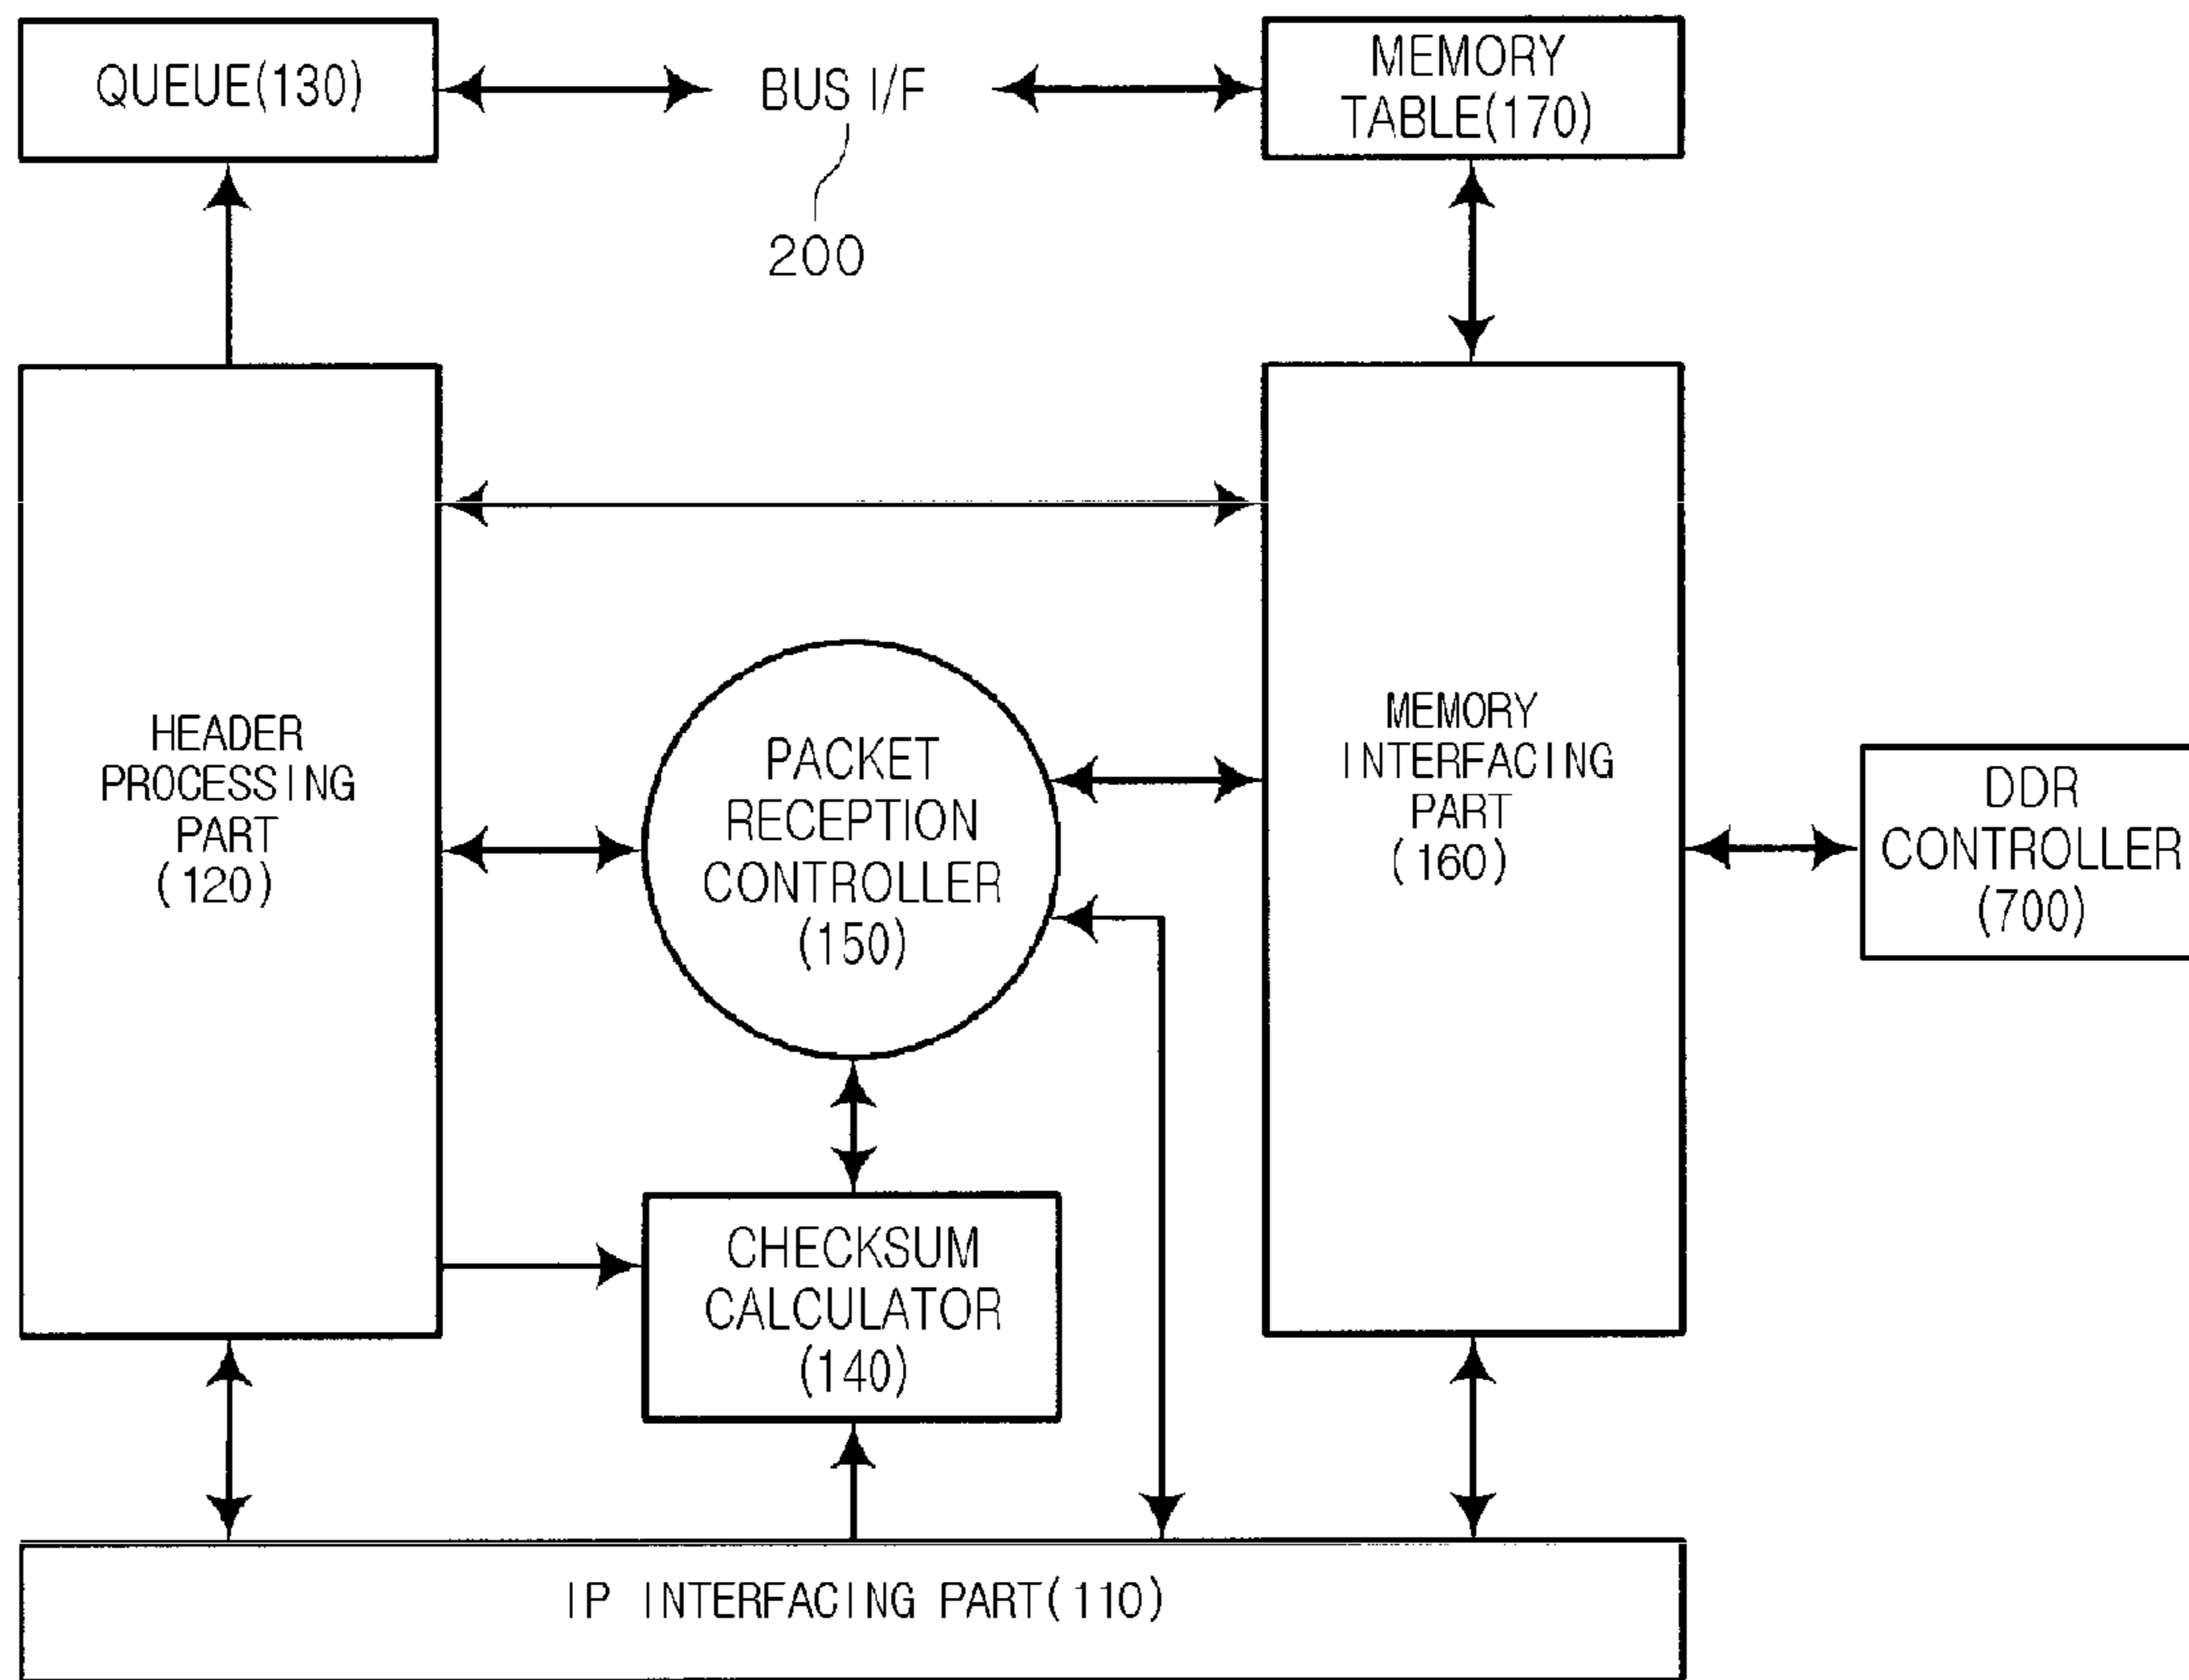 QUEUE(130)
BUS I/F
MEMORY
TABLE(170)
200
HEADER
PROCESSING
PART
(120)
PACKET
RECEPTION
CONTROLLER
(150)
MEMORY
INTERFACING
PART
(160)
DDR
CONTROLLER
(700)
CHECKSUM
CALCULATOR
(140)
IP INTERFACING PART(110)